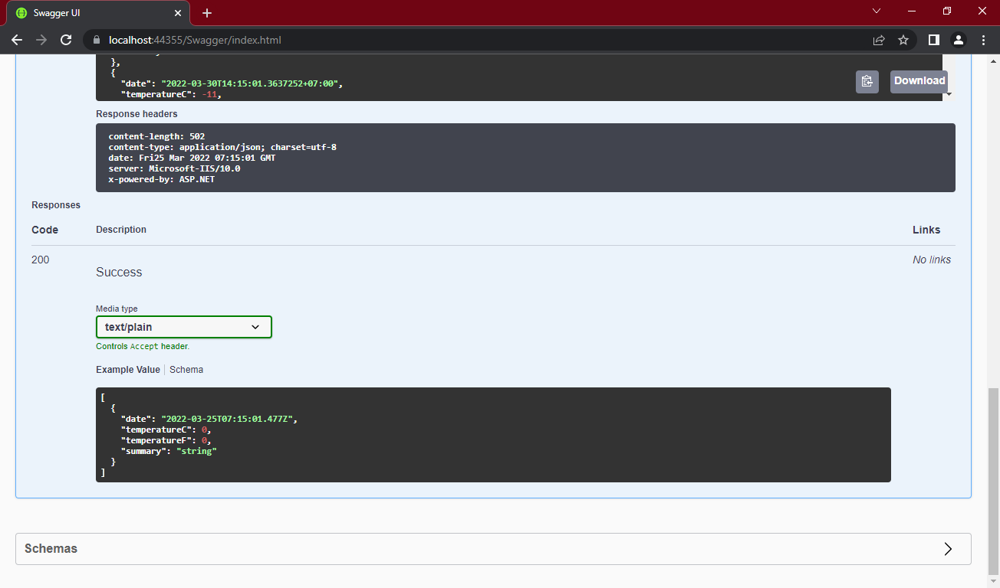 Swagger UI
localhost:44355/Swagger/index.html
},
{
"date": "2022-03-30T14:15:01.3637252+07:00",
"temperatureC": -11,
Download
Response headers
content-length: 502
content-type: application/json; charset=utf-8
date: Fri25 Mar 2022 07:15:01 GMT
server: Microsoft-IIS/10.0
x-powered-by: ASP.NET
Responses
Code Description Links
200 Success No links
Media type
text/plain
Controls Accept header.
Example Value Schema
[
{
"date": "2022-03-25T07:15:01.477Z",
"temperatureC": 0,
"temperatureF": 0,
"summary": "string"
}
]
Schemas